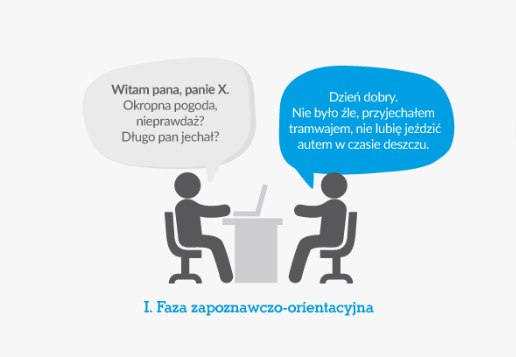 Witam pana, panie X.
Okropna pogoda,
nieprawdaż?
Długo pan jechał?
Dzień dobry.
Nie było źle, przyjechałem
tramwajem, nie lubię jeździć
autem w czasie deszczu.
I. Faza zapoznawczo-orientacyjna